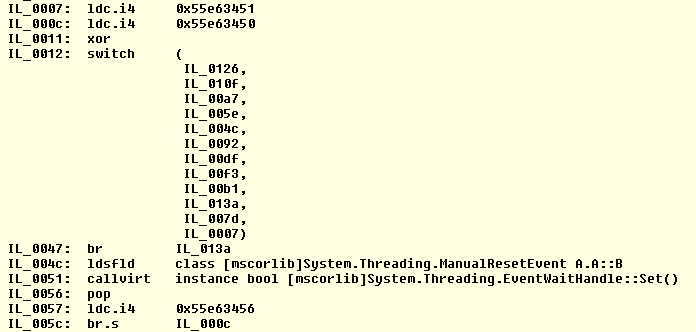 IL_0007: ldc.i4 0x55e63451
IL_000c: ldc.i4 0x55e63450
IL_0011: xor
IL_0012: switch (
IL_0126,
IL_010f,
IL_00a7,
IL_005e,
IL_004c,
IL_0092,
IL_00df,
IL_00f3,
IL_00b1,
IL_013a,
IL_007d,
IL_0007)
IL_0047: br IL_013a
IL_004c: ldsfld class [mscorlib]System.Threading.ManualResetEvent A.A::B
IL_0051: callvirt instance bool [mscorlib]System.Threading.EventWaitHandle::Set()
IL_0056: pop
IL_0057: ldc.i4 0x55e63456
IL_005c: br.s IL_000c